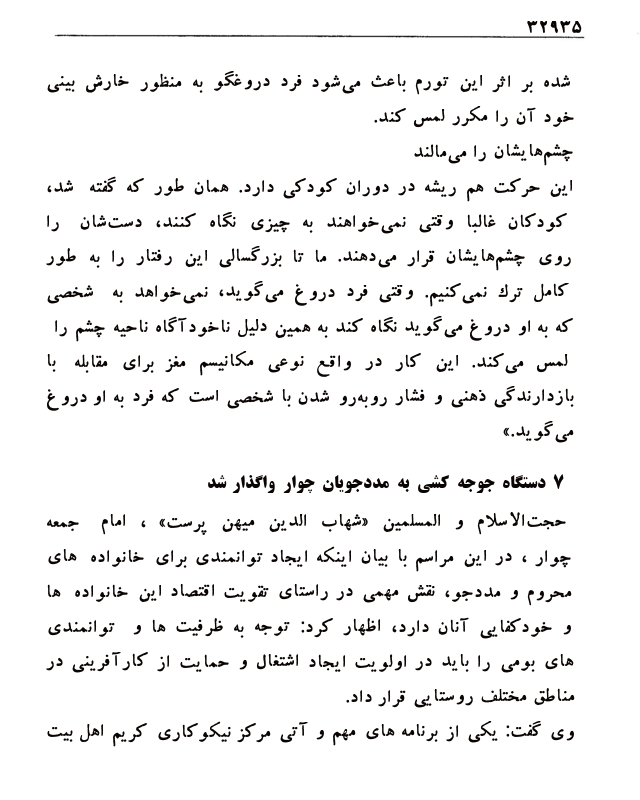 ۳۲۹۳۵
شده بر اثر این تورم باعث می‌شود فرد دروغگو به منظور خارش بینی
خود آن را مکرر لمس کند.
چشم‌هایشان را می‌مالند
این حرکت هم ریشه در دوران کودکی دارد. همان طور که گفته شد،
کودکان غالبا وقتی نمی‌خواهند به چیزی نگاه کنند، دست‌شان را
روی چشم‌هایشان قرار می‌دهند. ما تا بزرگسالی این رفتار را به طور
کامل ترك نمی‌کنیم. وقتی فرد دروغ می‌گوید، نمی‌خواهد به شخصی
که به او دروغ می‌گوید نگاه کند به همین دلیل ناخودآگاه ناحیه چشم را
لمس می‌کند. این کار در واقع نوعی مکانیسم مغز برای مقابله با
بازدارندگی ذهنی و فشار روبه‌رو شدن با شخصی است که فرد به او دروغ
می‌گوید.»
۷ دستگاه جوجه کشی به مددجویان چوار واگذار شد
حجت‌الاسلام و المسلمین «شهاب الدین میهن پرست» ، امام جمعه
چوار ، در این مراسم با بیان اینکه ایجاد توانمندی برای خانواده های
محروم و مددجو، نقش مهمی در راستای تقویت اقتصاد این خانواده ها
و خودکفایی آنان دارد، اظهار کرد: توجه به ظرفیت ها و توانمندی
های بومی را باید در اولویت ایجاد اشتغال و حمایت از کارآفرینی در
مناطق مختلف روستایی قرار داد.
وی گفت: یکی از برنامه های مهم و آتی مرکز نیکوکاری کریم اهل بیت